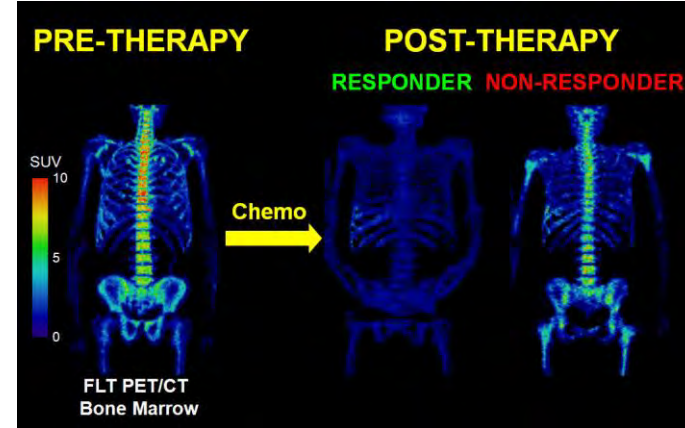 PRE-THERAPY
POST-THERAPY
RESPONDER NON-RESPONDER
SUV
10
5
0
Chemo
FLT PET/CT
Bone Marrow